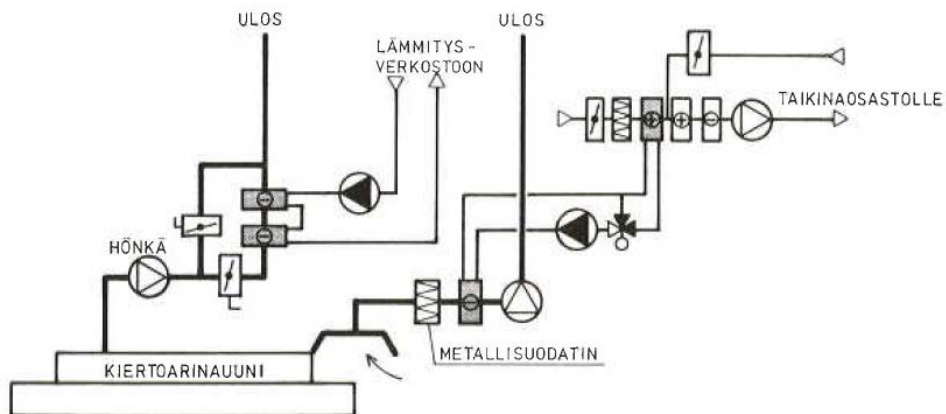 ULOS
ULOS
LÄMMITYS-
VERKOSTOON
TAIKINAOSASTOLLE
HÖNKÄ
METALLISUODATIN
KIERTOARINAUUNI